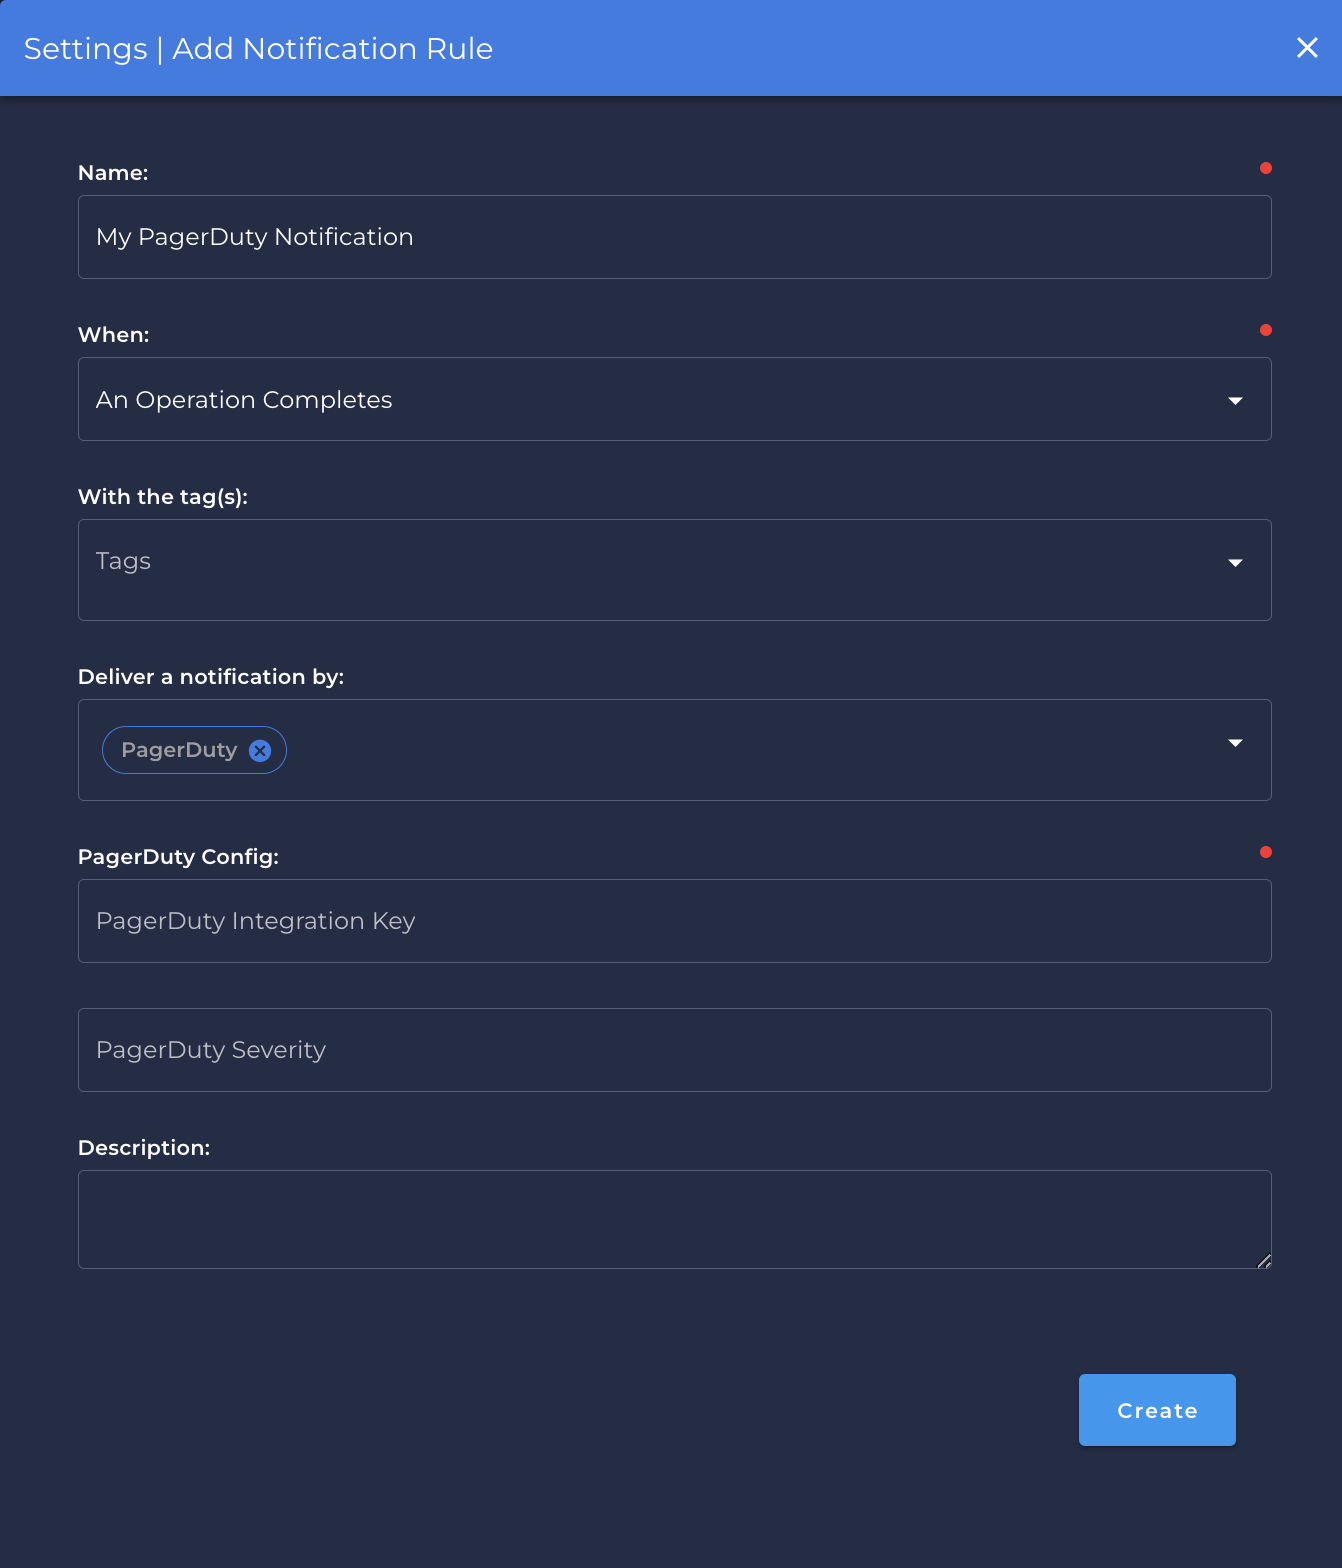 Settings | Add Notification Rule
Name:
My PagerDuty Notification
When:
An Operation Completes
With the tag(s):
Tags
Deliver a notification by:
PagerDuty
PagerDuty Config:
PagerDuty Integration Key
PagerDuty Severity
Description:
Create